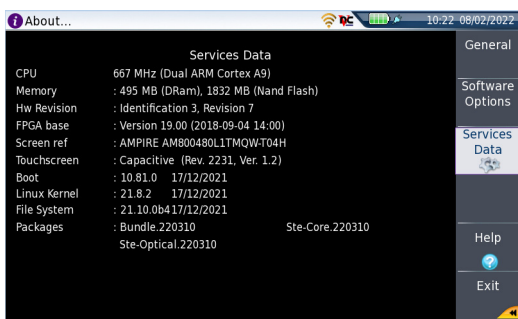 About...
10:22 08/02/2022
Services Data
CPU 667 MHz (Dual ARM Cortex A9)
Memory : 495 MB (DRam), 1832 MB (Nand Flash)
Hw Revision : Identification 3, Revision 7
FPGA base : Version 19.00 (2018-09-04 14:00)
Screen ref : AMPIRE AM800480L1TMQW-T04H
Touchscreen : Capacitive (Rev. 2231, Ver. 1.2)
Boot : 10.81.0 17/12/2021
Linux Kernel : 21.8.2 17/12/2021
File System : 21.10.0b417/12/2021
Packages : Bundle.220310 Ste-Core.220310
Ste-Optical.220310
General
Software
Options
Services
Data
Help
Exit